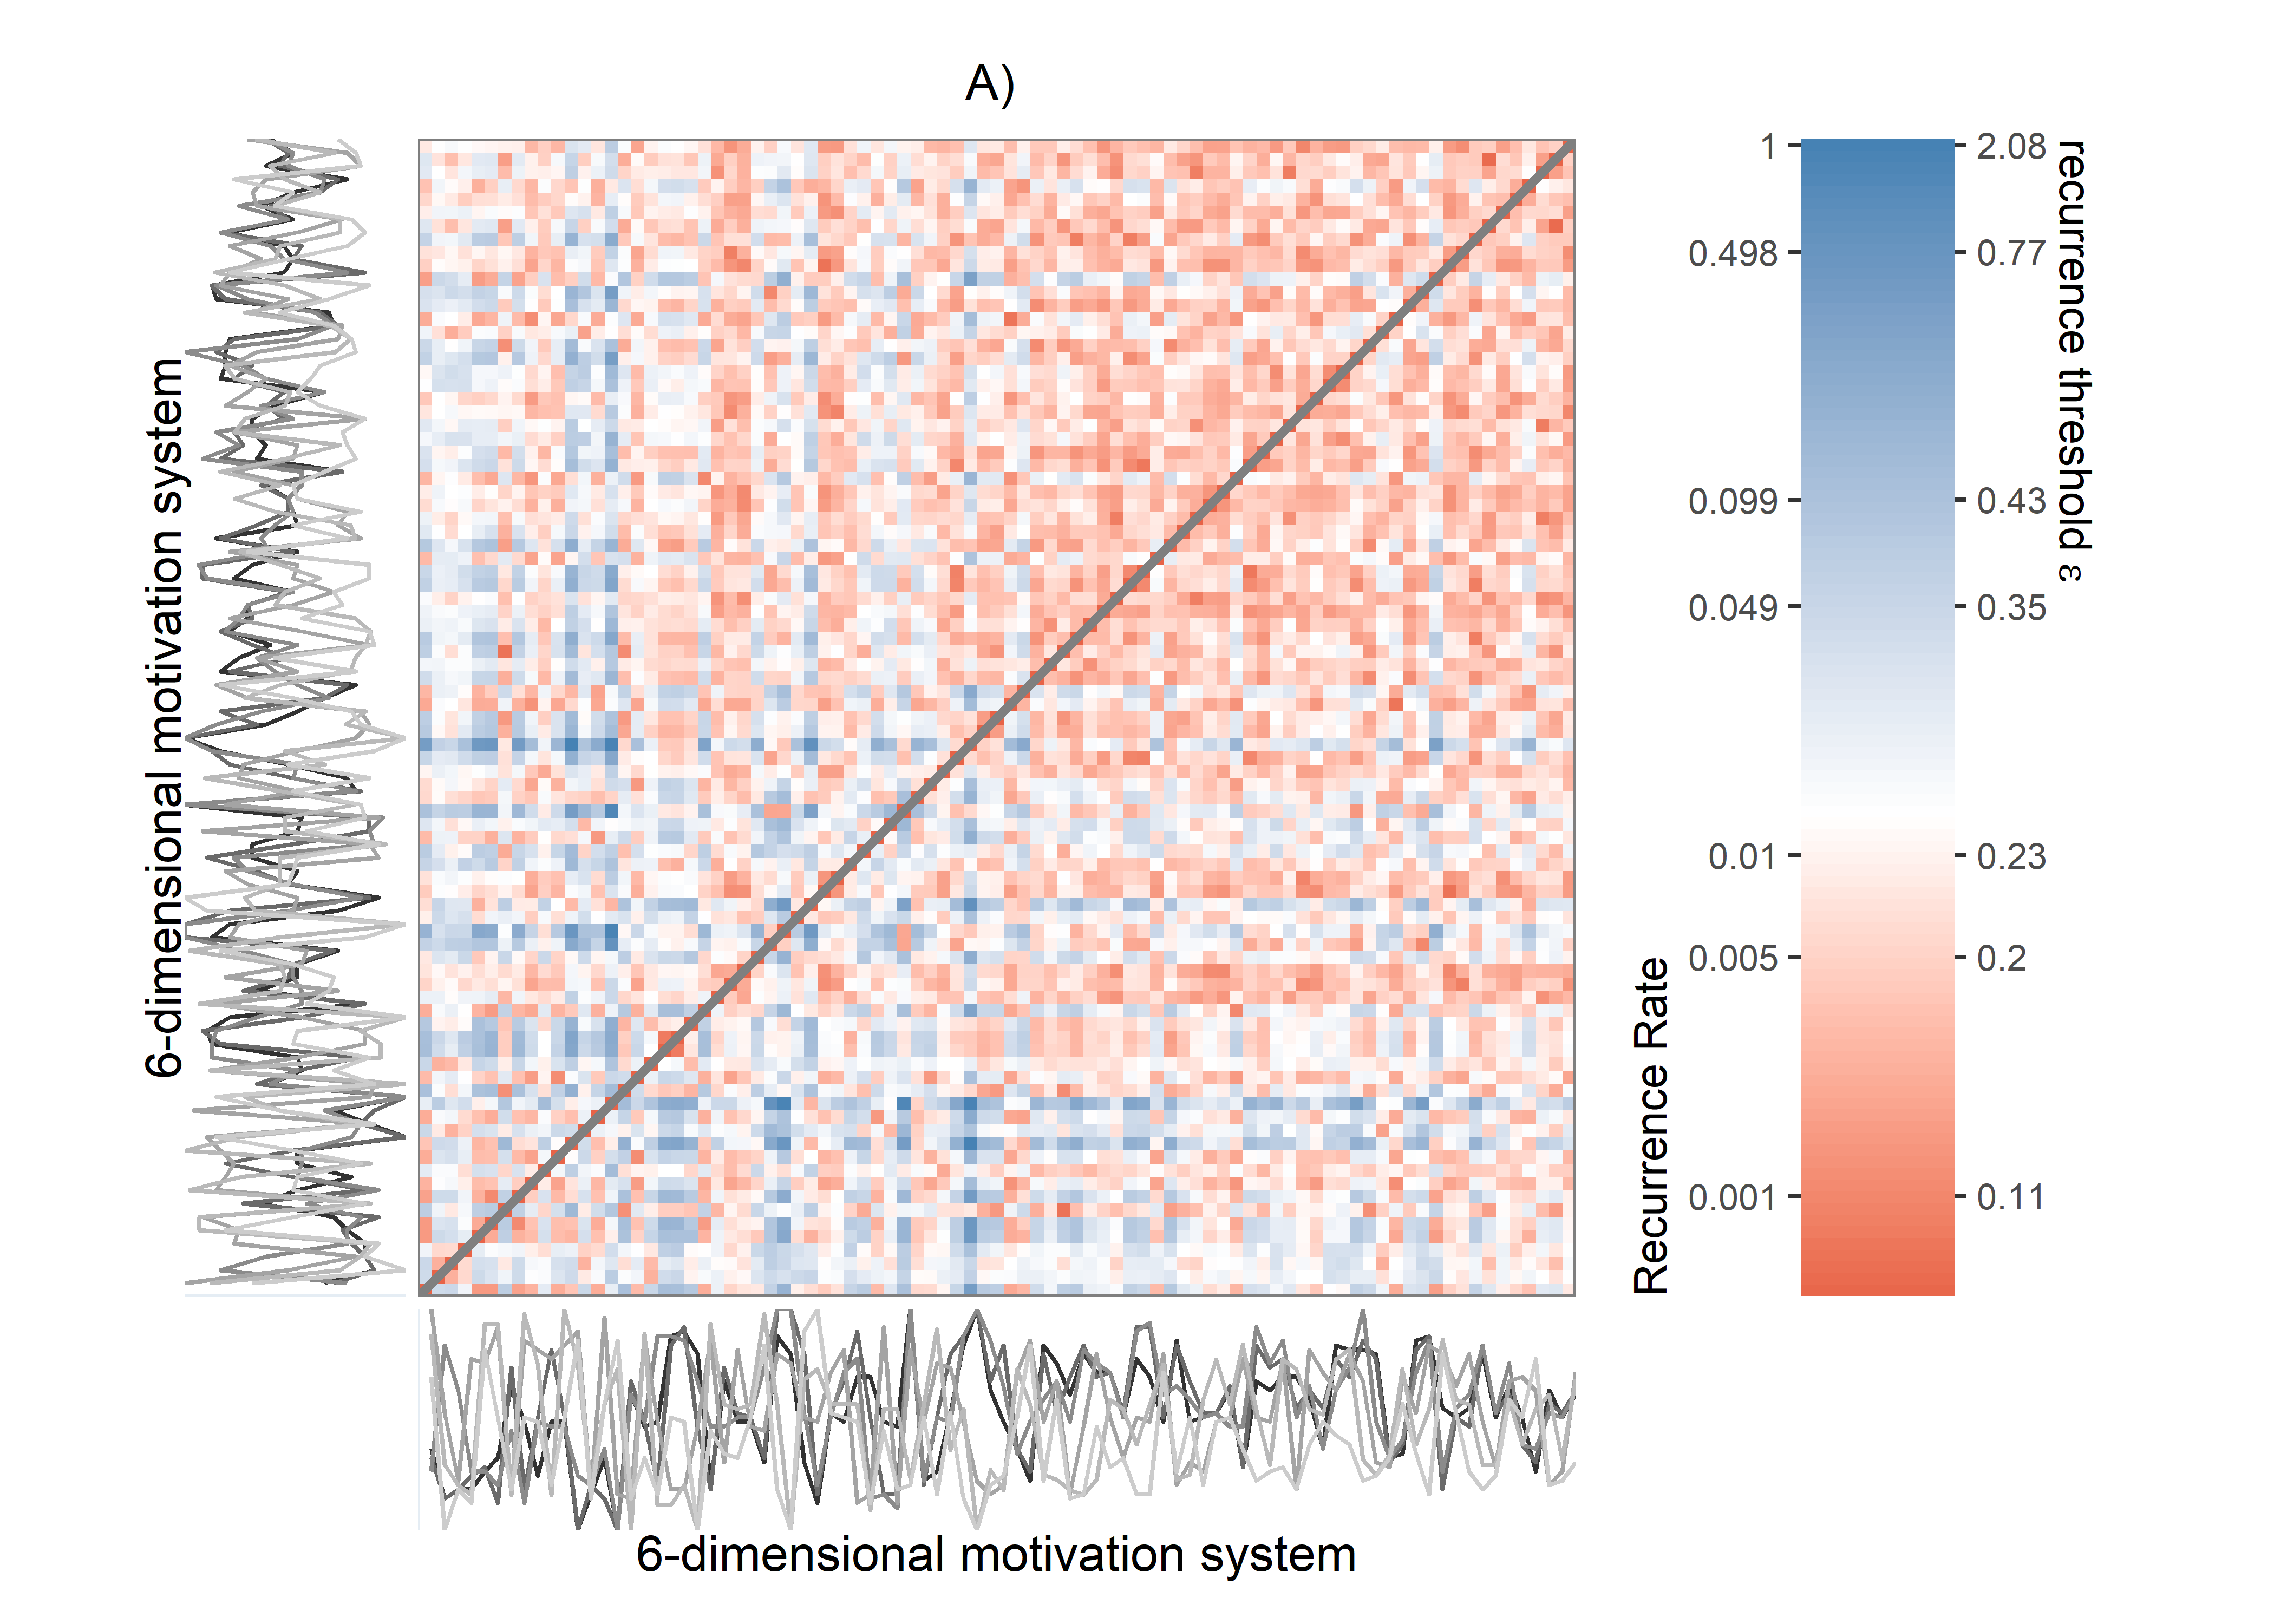 A)
6-dimensional motivation system
6-dimensional motivation system
Recurrence Rate
1
0.498
0.099
0.049
0.01
0.005
0.001
2.08
0.77
0.43
0.35
0.23
0.2
0.11
recurrence threshold ε